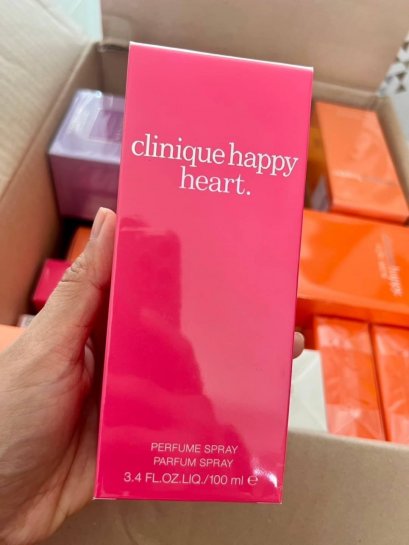 clinique happy
heart.
PERFUME SPRAY
PARFUM SPRAY
3.4 FL.OZ.LIQ./100 ml ℮